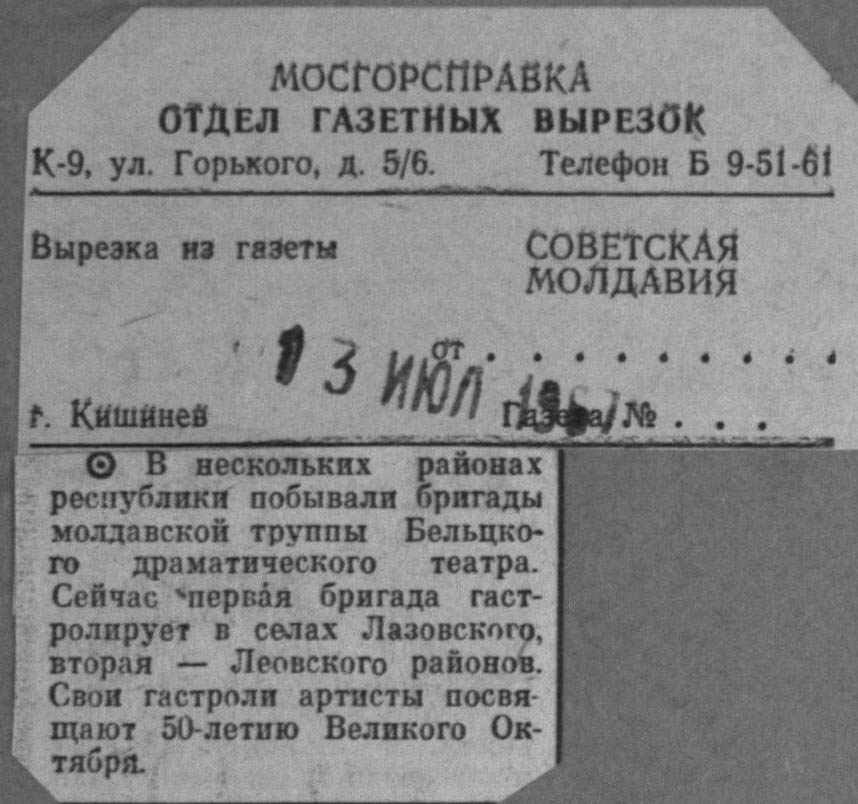 МОСГОРСПРАВКА
ОТДЕЛ ГАЗЕТНЫХ ВЫРЕЗОК
К-9, ул. Горького, д. 5/6. Телефон Б 9-51-61
Вырезка из газеты СОВЕТСКАЯ
МОЛДАВИЯ
от . . . . . . . . .
13 ИЮЛ 1967
г. Кишинев Газета № . . .
⊙ В нескольких районах
республики побывали бригады
молдавской труппы Бельцко-
го драматического театра.
Сейчас первая бригада гаст-
ролирует в селах Лазовского,
вторая — Леовского районов.
Свои гастроли артисты посвя-
щают 50-летию Великого Ок-
тября.